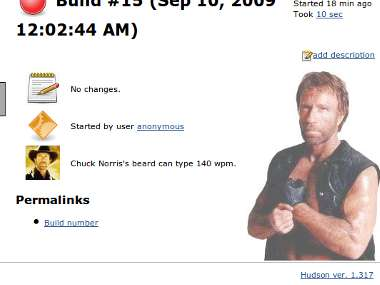 Build #15 (Sep 10, 2009
12:02:44 AM)
Started 18 min ago
Took 10 sec
add description
No changes.
Started by user anonymous
Chuck Norris's beard can type 140 wpm.
Permalinks
Build number
Hudson ver. 1.317